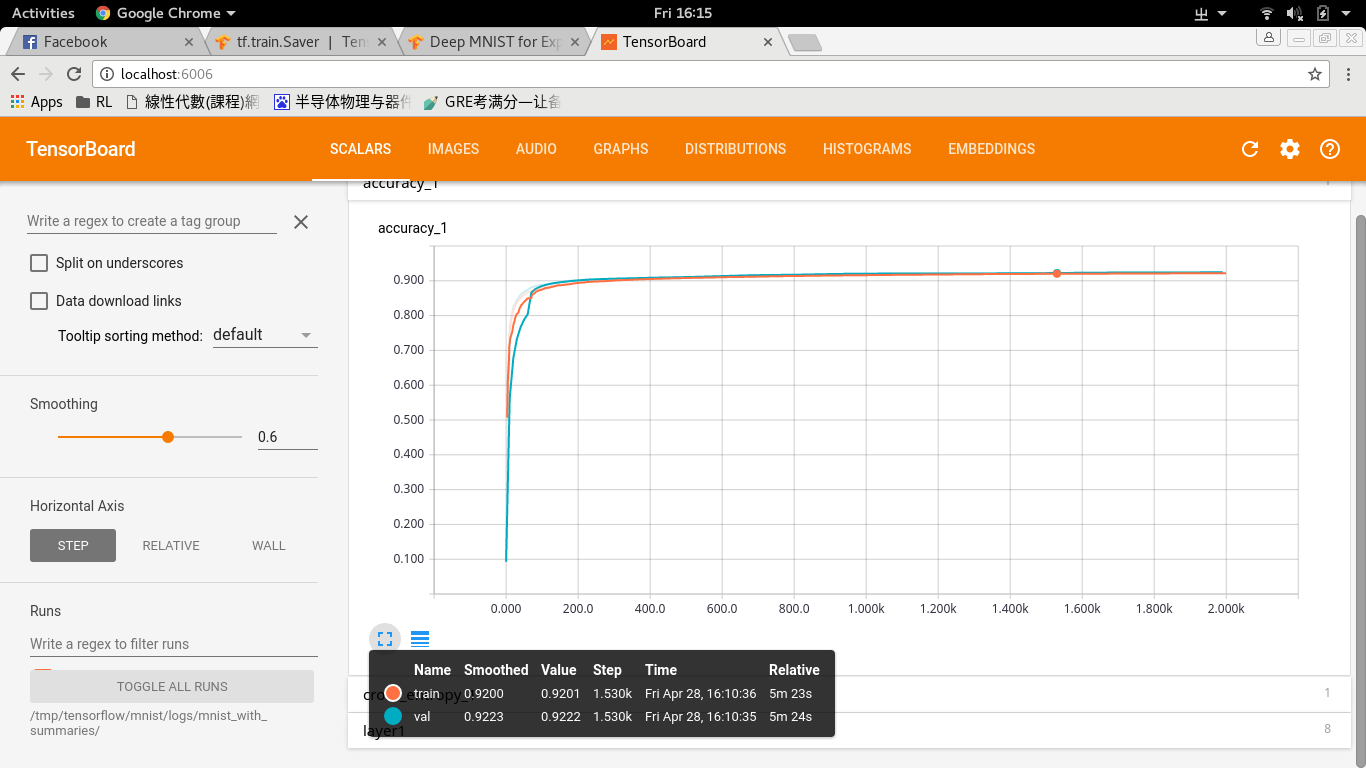 Activities Google Chrome Fri 16:15
Facebook tf.train.Saver | Ten Deep MNIST for Exp TensorBoard
localhost:6006
Apps RL 線性代數(課程)網 半导体物理与器件 GRE考满分—让备
TensorBoard SCALARS IMAGES AUDIO GRAPHS DISTRIBUTIONS HISTOGRAMS EMBEDDINGS
accuracy_1 1
Write a regex to create a tag group
Split on underscores
Data download links
Tooltip sorting method: default
Smoothing
0.6
Horizontal Axis
STEP RELATIVE WALL
Runs
Write a regex to filter runs
TOGGLE ALL RUNS
/tmp/tensorflow/mnist/logs/mnist_with_
summaries/
accuracy_1
0.900
0.800
0.700
0.600
0.500
0.400
0.300
0.200
0.100
0.000 200.0 400.0 600.0 800.0 1.000k 1.200k 1.400k 1.600k 1.800k 2.000k
Name Smoothed Value Step Time Relative
train 0.9200 0.9201 1.530k Fri Apr 28, 16:10:36 5m 23s
val 0.9223 0.9222 1.530k Fri Apr 28, 16:10:35 5m 24s
1
layer1 8